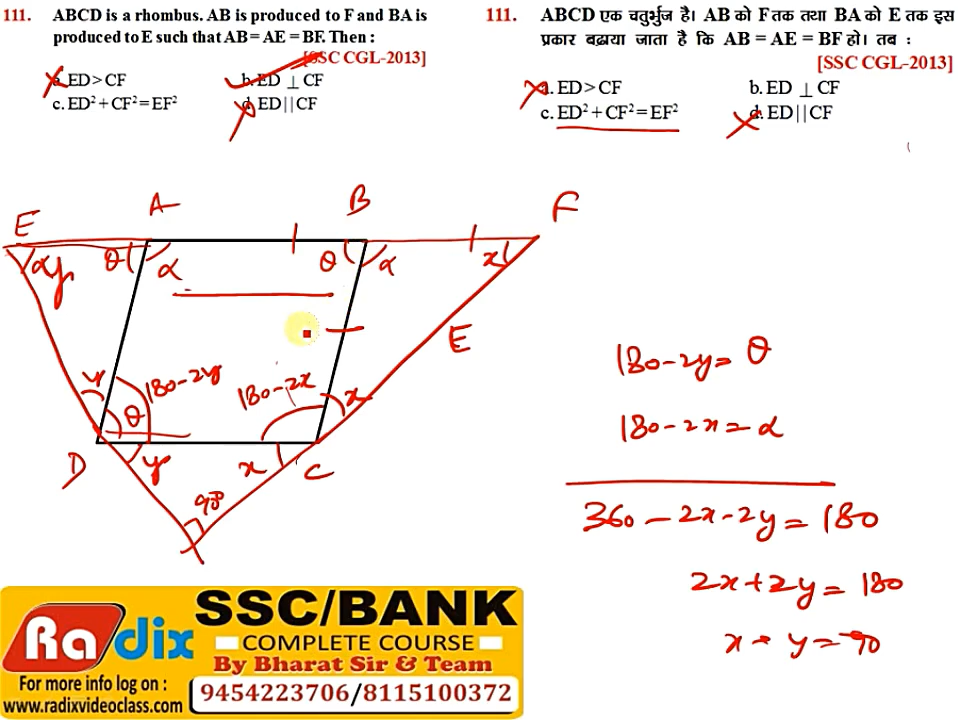 111. ABCD is a rhombus. AB is produced to F and BA is
produced to E such that AB = AE = BF. Then :
[SSC CGL-2013]
a. ED > CF b. ED ⊥ CF
c. ED² + CF² = EF² d. ED || CF
111. ABCD एक चतुर्भुज है। AB को F तक तथा BA को E तक इस
प्रकार बढ़ाया जाता है कि AB = AE = BF हो। तब :
[SSC CGL-2013]
a. ED > CF b. ED ⊥ CF
c. ED² + CF² = EF² d. ED || CF
E A B F
y θ α θ α x
E
y 180-2y 180-2x x
θ
D y x C
90°
180-2y = θ
180-2x = α
360 - 2x - 2y = 180
2x + 2y = 180
x + y = 90
Radix
SSC/BANK
COMPLETE COURSE
By Bharat Sir & Team
For more info log on :
www.radixvideoclass.com
9454223706/8115100372